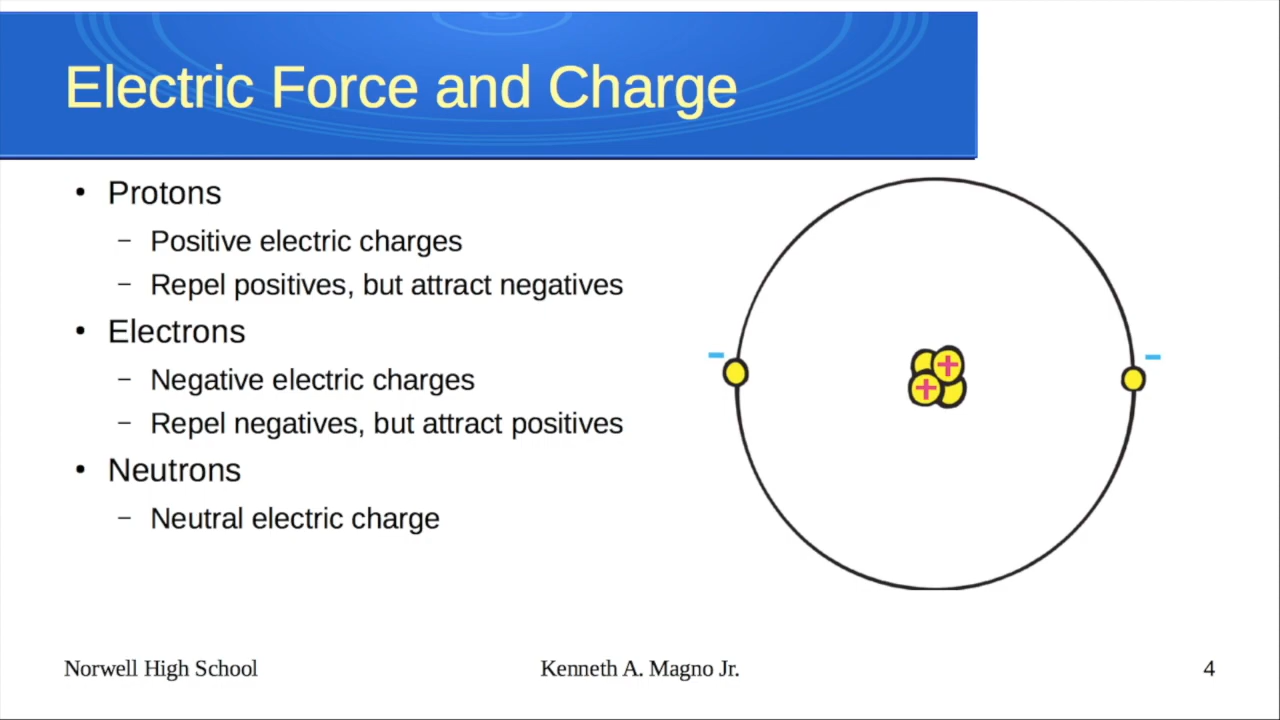 Electric Force and Charge
• Protons
– Positive electric charges
– Repel positives, but attract negatives
• Electrons
– Negative electric charges
– Repel negatives, but attract positives
• Neutrons
– Neutral electric charge
- -
+
+
Norwell High School Kenneth A. Magno Jr. 4